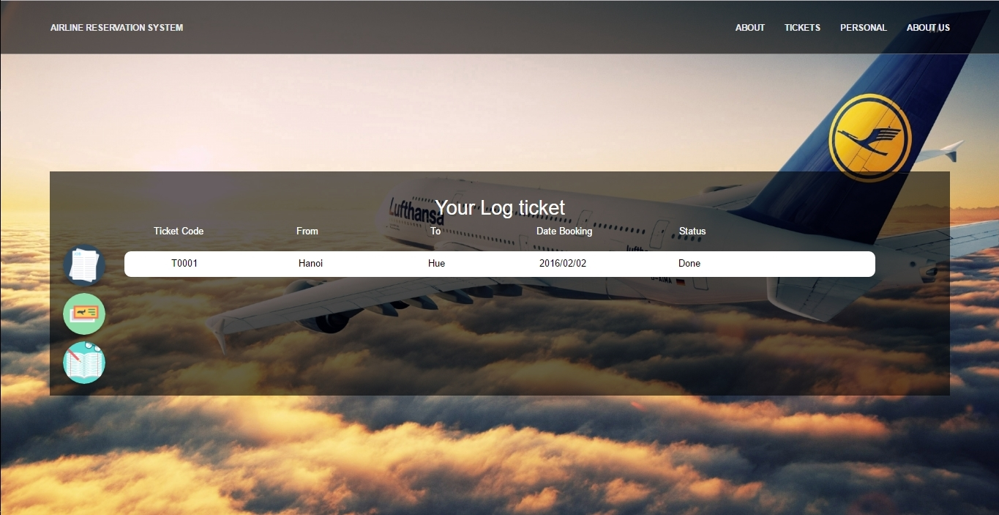 AIRLINE RESERVATION SYSTEM ABOUT TICKETS PERSONAL ABOUT US
Lufthansa
Your Log ticket
Ticket Code From To Date Booking Status
T0001 Hanoi Hue 2016/02/02 Done